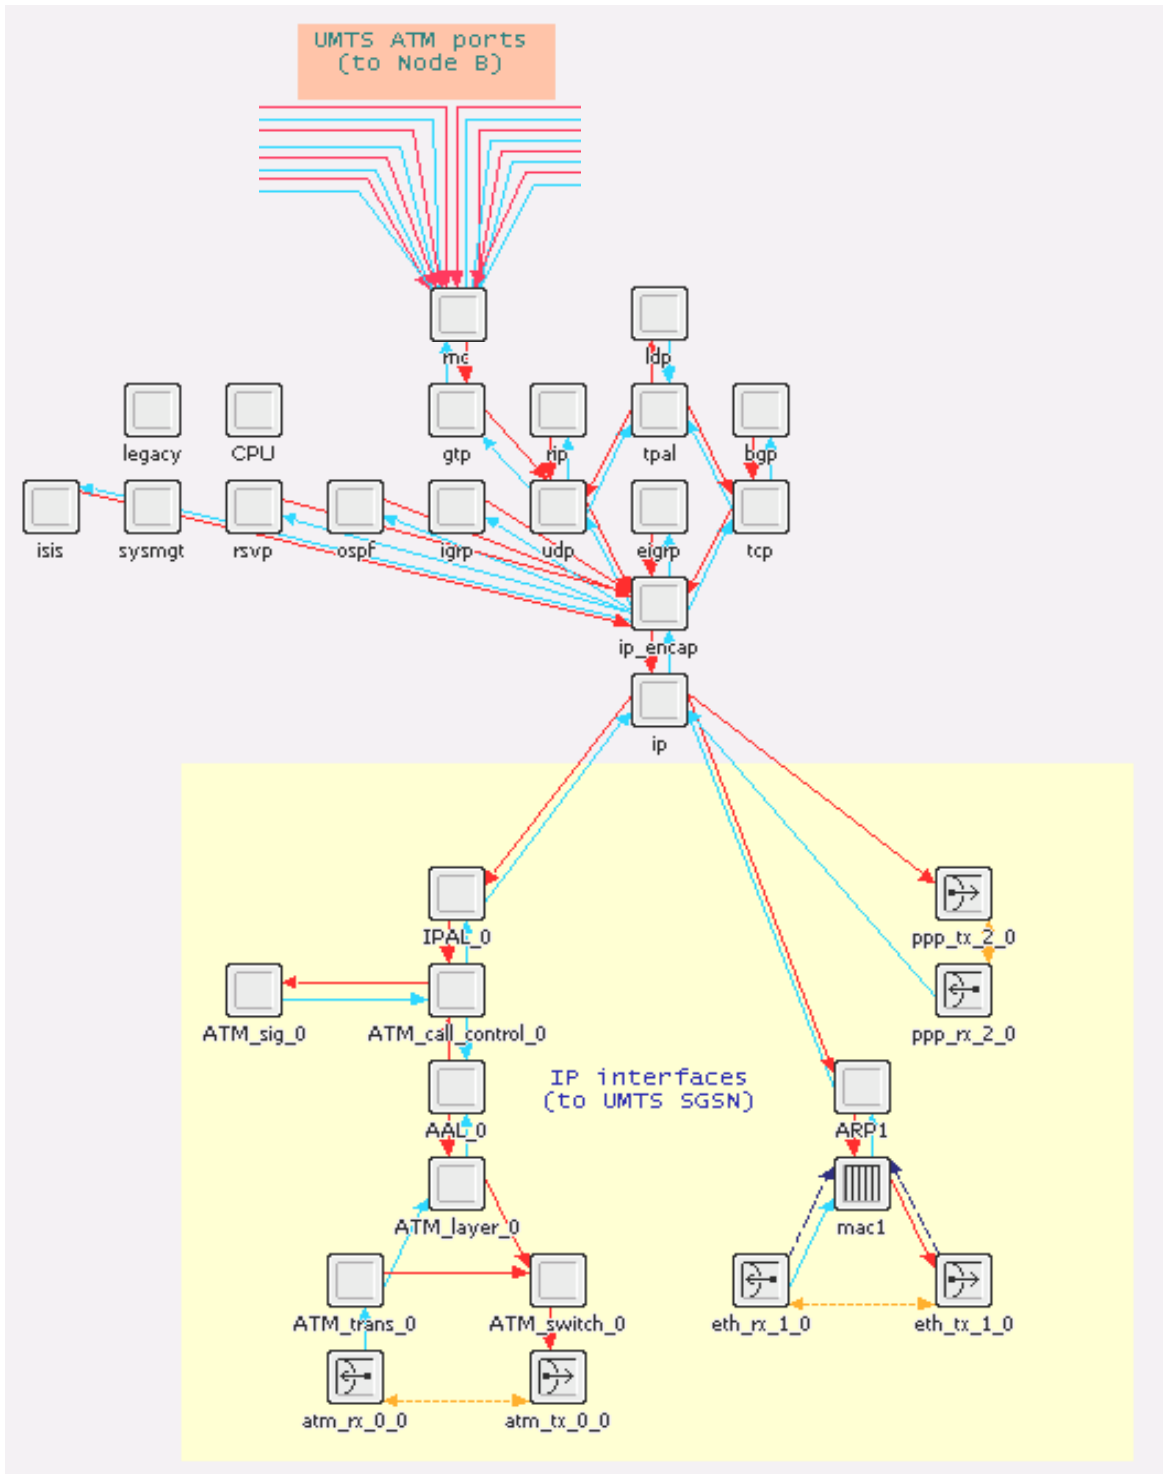 UMTS ATM ports
(to Node B)
rnc
ldp
legacy
CPU
gtp
rip
tpal
bgp
isis
sysmgt
rsvp
ospf
igrp
udp
eigrp
tcp
ip_encap
ip
IPAL_0
ppp_tx_2_0
ATM_sig_0
ATM_call_control_0
ppp_rx_2_0
IP interfaces
(to UMTS SGSN)
AAL_0
ARP1
ATM_layer_0
mac1
ATM_trans_0
ATM_switch_0
eth_rx_1_0
eth_tx_1_0
atm_rx_0_0
atm_tx_0_0